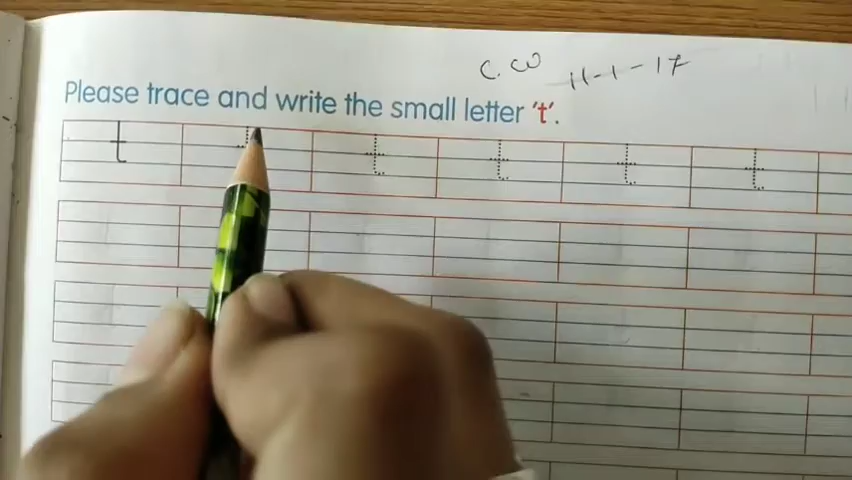 C.W 11-1-17
Please trace and write the small letter 't'.
t t t t t t